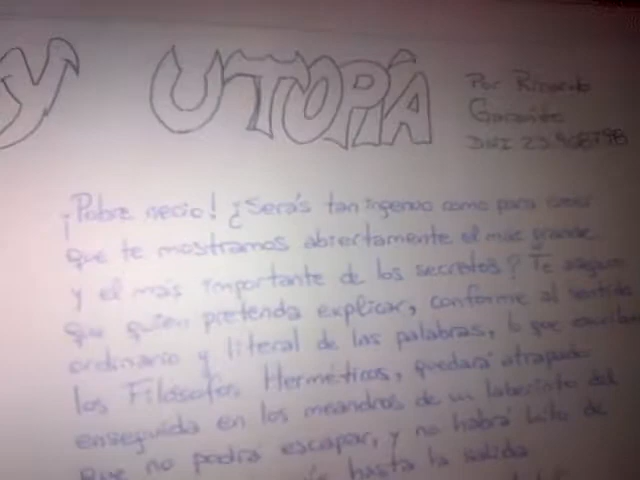 Y UTOPÍA
Por Ricardo
DNI
¡Pobre necio! ¿Serás tan ingenuo como para creer
que te mostramos abiertamente el más grande
y el más importante de los secretos? Te aseguro
que quien pretenda explicar, conforme al sentido
ordinario y literal de las palabras, lo que escriben
los Filósofos Herméticos, quedará atrapado
enseguida en los meandros de un laberinto del
que no podrá escapar, y no habrá hilo de
hasta la salida